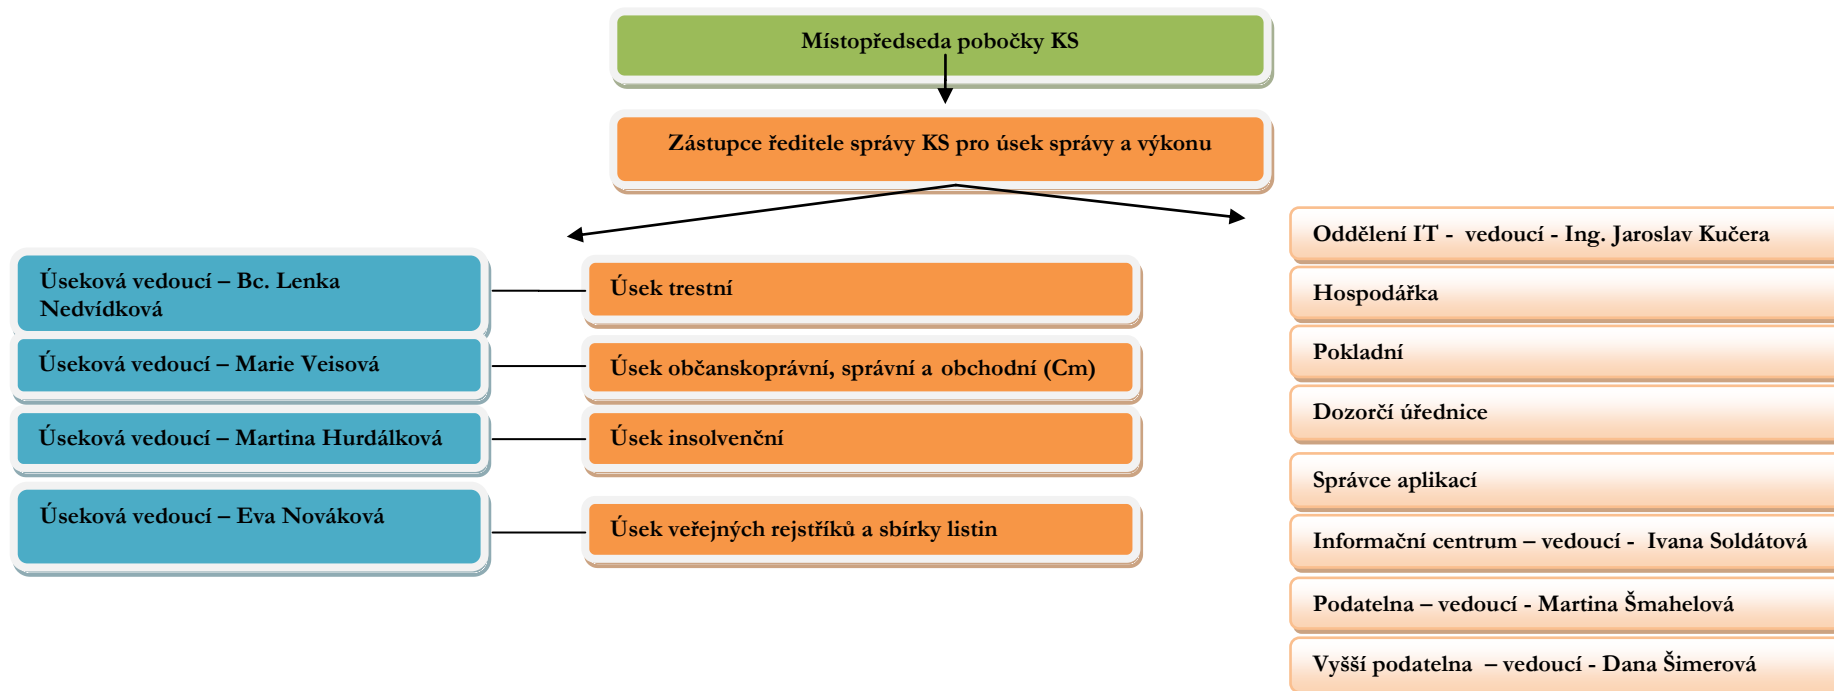 Místopředseda pobočky KS
Zástupce ředitele správy KS pro úsek správy a výkonu
Úseková vedoucí – Bc. Lenka
Nedvídková
Úsek trestní
Úseková vedoucí – Marie Veisová
Úsek občanskoprávní, správní a obchodní (Cm)
Úseková vedoucí – Martina Hurdálková
Úsek insolvenční
Úseková vedoucí – Eva Nováková
Úsek veřejných rejstříků a sbírky listin
Oddělení IT - vedoucí - Ing. Jaroslav Kučera
Hospodářka
Pokladní
Dozorčí úřednice
Správce aplikací
Informační centrum – vedoucí - Ivana Soldátová
Podatelna – vedoucí - Martina Šmahelová
Vyšší podatelna – vedoucí - Dana Šimerová